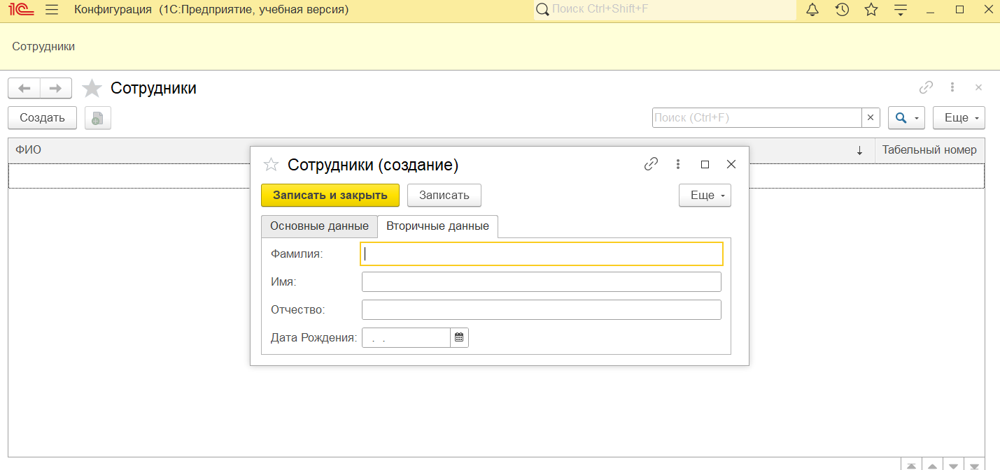 1С Конфигурация (1С:Предприятие, учебная версия) Поиск Ctrl+Shift+F
Сотрудники
Сотрудники
Создать Поиск (Ctrl+F) × Еще
ФИО ↓ Табельный номер
Сотрудники (создание)
Записать и закрыть Записать Еще
Основные данные Вторичные данные
Фамилия:
Имя:
Отчество:
Дата Рождения: . .